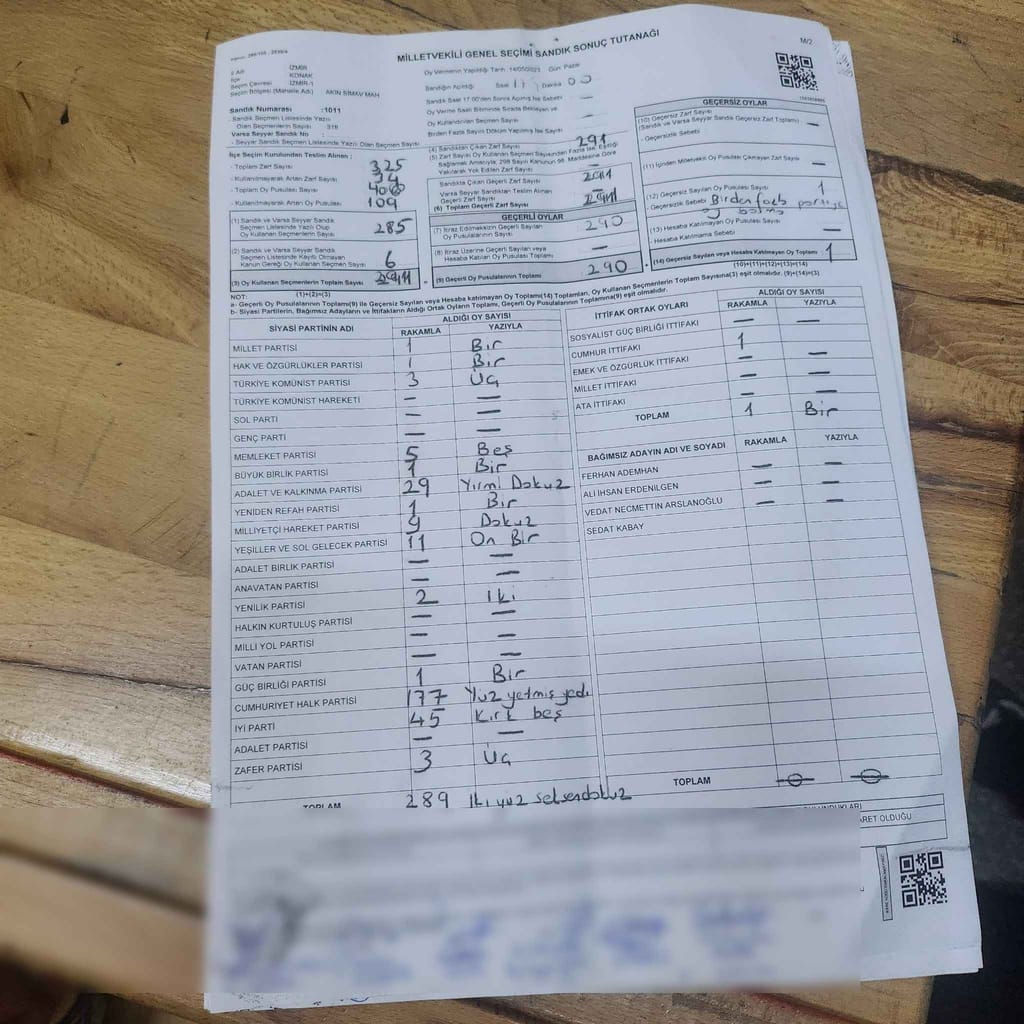 MİLLETVEKİLİ GENEL SEÇİMİ SANDIK SONUÇ TUTANAĞI
M/2
İl Adı İZMİR
İlçe KONAK
Seçim Çevresi İZMİR-1
Seçim Bölgesi (Mahalle Adı) AKIN SİMAV MAH
Sandık Numarası :1011
Sandık Seçmen Listesinde Yazılı Olan Seçmenlerin Sayısı
Varsa Seyyar Sandık No
- Seyyar Sandık Seçmen Listesinde Yazılı Olan Seçmen Sayısı
İlçe Seçim Kurulundan Teslim Alınan :
- Toplam Zarf Sayısı 325
- Kullanılmayarak Artan Zarf Sayısı 34
- Toplam Oy Pusulası Sayısı 400
- Kullanılmayarak Artan Oy Pusulası 109
(1) Sandık ve Varsa Seyyar Sandık Seçmen Listesinde Yazılı Olup Oy Kullanan Seçmenlerin Sayısı 285
(2) Sandık ve Varsa Seyyar Sandık Seçmen Listesinde Kayıtlı Olmayan Kanun Gereği Oy Kullanan Seçmen Sayısı 6
(3) Oy Kullanan Seçmenlerin Toplam Sayısı 291
(1)+(2)=(3)
Oy Vermenin Yapıldığı Tarih :14/05/2023 Gün: Pazar
Sandığın Açıldığı Saat 17 Dakika 00
Sandık Saat 17:00'den Sonra Açılmış İse Sebebi —
Oy Verme Saati Bitiminde Sırada Bekleyen ve Oy Kullandırılan Seçmen Sayısı —
Birden Fazla Sayım Döküm Yapılmış İse Sayısı —
(4) Sandıktan Çıkan Zarf Sayısı 291
(5) Zarf Sayısı Oy Kullanan Seçmen Sayısından Fazla İse, Eşitliği Sağlamak Amacıyla, 298 Sayılı Kanunun 98. Maddesine Göre Yakılarak Yok Edilen Zarf Sayısı —
Sandıkta Çıkan Geçerli Zarf Sayısı 291
Varsa Seyyar Sandıktan Teslim Alınan Geçerli Zarf Sayısı —
(6) Toplam Geçerli Zarf Sayısı 291
GEÇERLİ OYLAR
(7) İtiraz Edilmeksizin Geçerli Sayılan Oy Pusulalarının Sayısı 290
(8) İtiraz Üzerine Geçerli Sayılan veya Hesaba Katılan Oy Pusulası Toplamı —
(9) Geçerli Oy Pusulalarının Toplamı 290
GEÇERSİZ OYLAR
(10) Geçersiz Zarf Sayısı (Sandık ve Varsa Seyyar Sandık Geçersiz Zarf Toplamı) —
- Geçersizlik Sebebi
(11) İçinden Milletvekili Oy Pusulası Çıkmayan Zarf Sayısı —
(12) Geçersiz Sayılan Oy Pusulası Sayısı 1
- Geçersizlik Sebebi Birden fazla partiye
(13) Hesaba Katılmayan Oy Pusulası Sayısı —
- Hesaba Katılmama Sebebi
(14) Geçersiz Sayılan veya Hesaba Katılmayan Oy Toplamı 1
(10)+(11)+(12)+(13)=(14)
NOT:
a- Geçerli Oy Pusulalarının Toplamı(9) ile Geçersiz Sayılan veya Hesaba katılmayan Oy Toplamı(14) Toplamları, Oy Kullanan Seçmenlerin Toplam Sayısına(3) eşit olmalıdır. (9)+(14)=(3)
b- Siyasi Partilerin, Bağımsız Adayların ve İttifakların Aldığı Ortak Oyların Toplamı, Geçerli Oy Pusulalarının Toplamına(9) eşit olmalıdır.
SİYASİ PARTİNİN ADI ALDIĞI OY SAYISI
RAKAMLA YAZIYLA
MİLLET PARTİSİ 1 Bir
HAK VE ÖZGÜRLÜKLER PARTİSİ 1 Bir
TÜRKİYE KOMÜNİST PARTİSİ 3 Üç
TÜRKİYE KOMÜNİST HAREKETİ — —
SOL PARTİ — —
GENÇ PARTİ — —
MEMLEKET PARTİSİ 5 Beş
BÜYÜK BİRLİK PARTİSİ 1 Bir
ADALET VE KALKINMA PARTİSİ 29 Yirmi Dokuz
YENİDEN REFAH PARTİSİ 1 Bir
MİLLİYETÇİ HAREKET PARTİSİ 9 Dokuz
YEŞİLLER VE SOL GELECEK PARTİSİ 11 On Bir
ADALET BİRLİK PARTİSİ — —
ANAVATAN PARTİSİ — —
YENİLİK PARTİSİ 2 İki
HALKIN KURTULUŞ PARTİSİ — —
MİLLİ YOL PARTİSİ — —
VATAN PARTİSİ — —
GÜÇ BİRLİĞİ PARTİSİ 1 Bir
CUMHURİYET HALK PARTİSİ 177 Yüz yetmiş yedi
İYİ PARTİ 45 Kırk beş
ADALET PARTİSİ — —
ZAFER PARTİSİ 3 Üç
TOPLAM 289 İki yüz seksendokuz
İTTİFAK ORTAK OYLARI ALDIĞI OY SAYISI
RAKAMLA YAZIYLA
SOSYALİST GÜÇ BİRLİĞİ İTTİFAKI — —
CUMHUR İTTİFAKI 1
EMEK VE ÖZGÜRLÜK İTTİFAKI — —
MİLLET İTTİFAKI — —
ATA İTTİFAKI — —
TOPLAM 1 Bir
BAĞIMSIZ ADAYIN ADI VE SOYADI RAKAMLA YAZIYLA
FERHAN ADEMHAN — —
ALİ İHSAN ERDENİLGEN — —
VEDAT NECMETTİN ARSLANOĞLU — —
SEDAT KABAY
TOPLAM